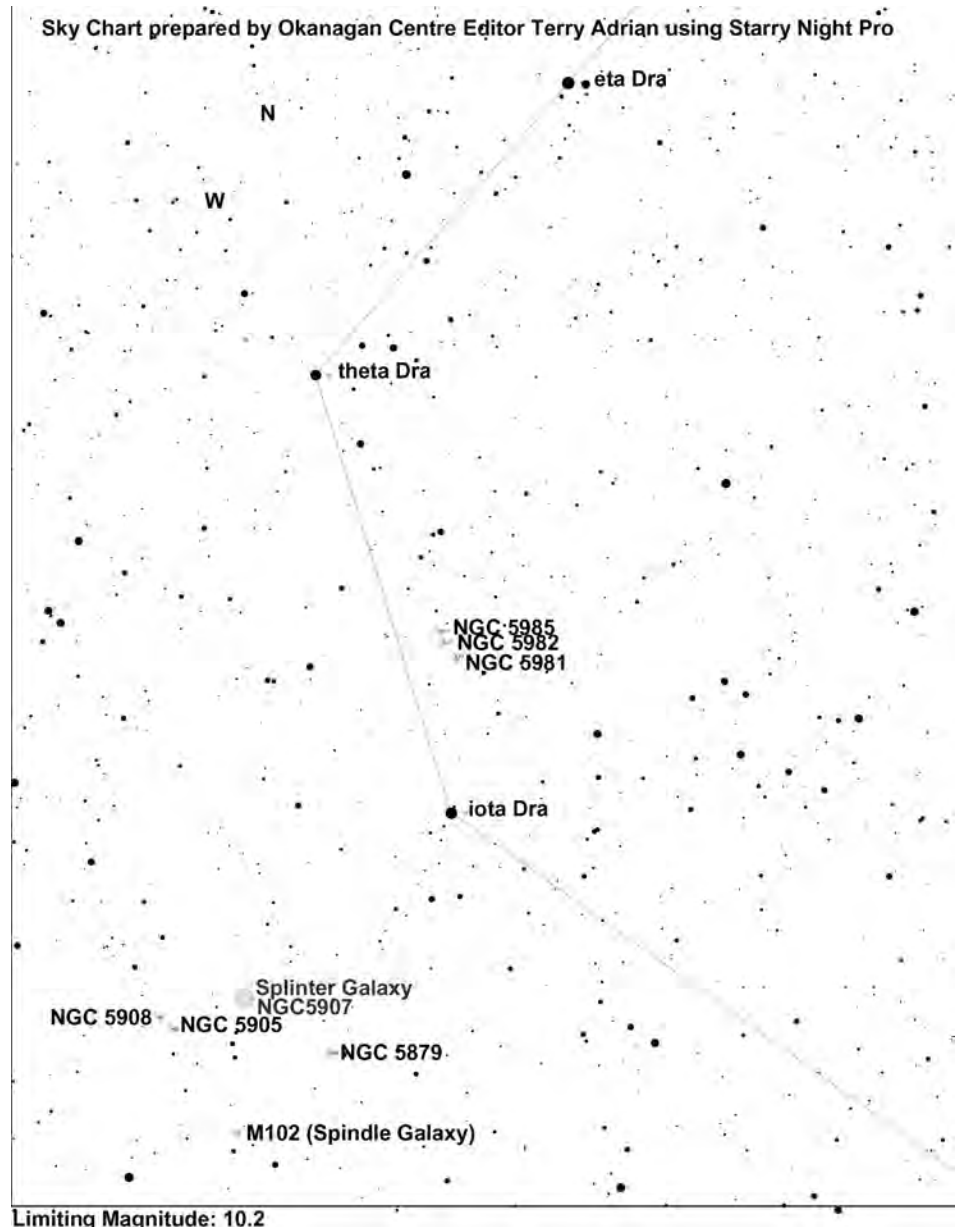 Sky Chart prepared by Okanagan Centre Editor Terry Adrian using Starry Night Pro
eta Dra
N
W
theta Dra
NGC 5985
NGC 5982
NGC 5981
iota Dra
Splinter Galaxy
NGC5907
NGC 5908
NGC 5905
NGC 5879
M102 (Spindle Galaxy)
Limiting Magnitude: 10.2